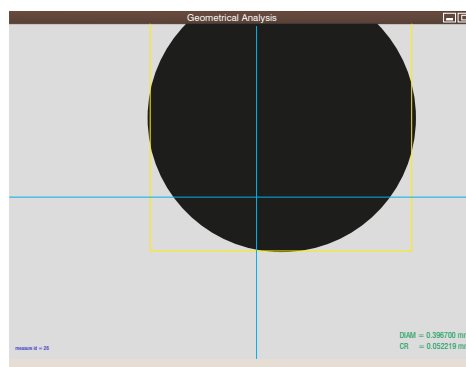 Geometrical Analysis
DIAM = 0.396700 mm
CR = 0.052219 mm
measure id = 26